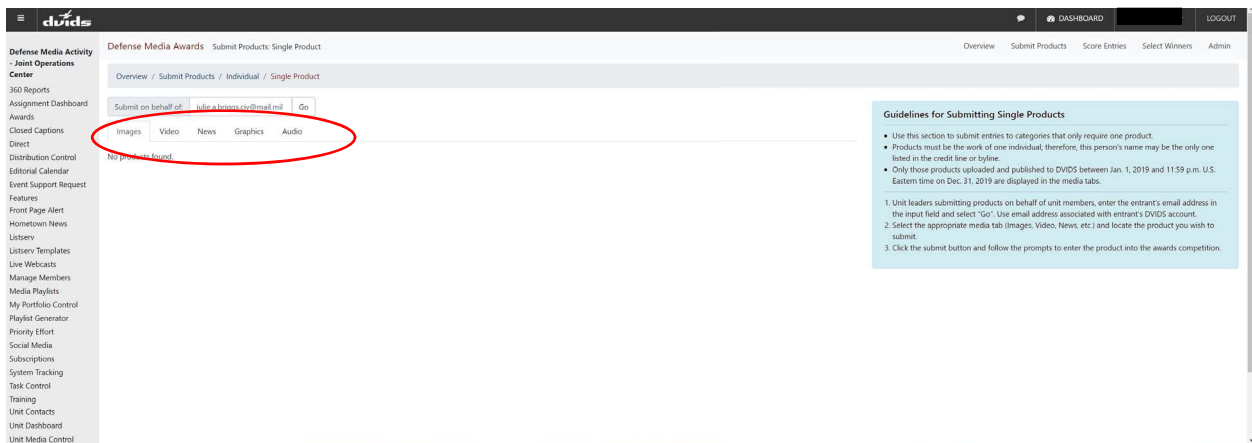 ≡ dvids DASHBOARD LOGOUT
Defense Media Activity
- Joint Operations
Center
360 Reports
Assignment Dashboard
Awards
Closed Captions
Direct
Distribution Control
Editorial Calendar
Event Support Request
Features
Front Page Alert
Hometown News
Listserv
Listserv Templates
Live Webcasts
Manage Members
Media Playlists
My Portfolio Control
Playlist Generator
Priority Effort
Social Media
Subscriptions
System Tracking
Task Control
Training
Unit Contacts
Unit Dashboard
Unit Media Control
Defense Media Awards Submit Products: Single Product
Overview Submit Products Score Entries Select Winners Admin
Overview / Submit Products / Individual / Single Product
Submit on behalf of: julie.a.briggs.civ@mail.mil Go
Images Video News Graphics Audio
No products found.
Guidelines for Submitting Single Products
• Use this section to submit entries to categories that only require one product.
• Products must be the work of one individual; therefore, this person's name may be the only one
listed in the credit line or byline.
• Only those products uploaded and published to DVIDS between Jan. 1, 2019 and 11:59 p.m. U.S.
Eastern time on Dec. 31, 2019 are displayed in the media tabs.
1. Unit leaders submitting products on behalf of unit members, enter the entrant's email address in
the input field and select "Go". Use email address associated with entrant's DVIDS account.
2. Select the appropriate media tab (Images, Video, News, etc.) and locate the product you wish to
submit.
3. Click the submit button and follow the prompts to enter the product into the awards competition.